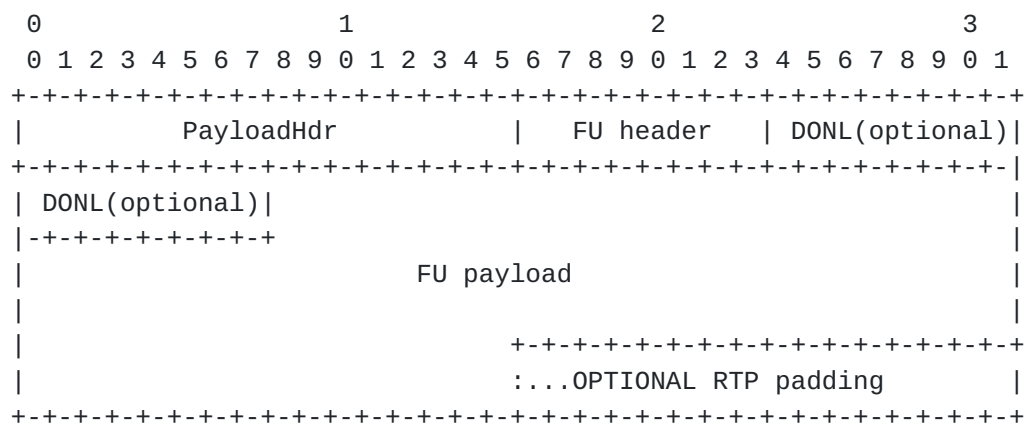 0                   1                   2                   3
 0 1 2 3 4 5 6 7 8 9 0 1 2 3 4 5 6 7 8 9 0 1 2 3 4 5 6 7 8 9 0 1
+-+-+-+-+-+-+-+-+-+-+-+-+-+-+-+-+-+-+-+-+-+-+-+-+-+-+-+-+-+-+-+-+
|          PayloadHdr           |   FU header   | DONL(optional)|
+-+-+-+-+-+-+-+-+-+-+-+-+-+-+-+-+-+-+-+-+-+-+-+-+-+-+-+-+-+-+-+-|
| DONL(optional)|                                               |
|-+-+-+-+-+-+-+-+                                               |
|                         FU payload                            |
|                                                               |
|                               +-+-+-+-+-+-+-+-+-+-+-+-+-+-+-+-+
|                               :...OPTIONAL RTP padding        |
+-+-+-+-+-+-+-+-+-+-+-+-+-+-+-+-+-+-+-+-+-+-+-+-+-+-+-+-+-+-+-+-+